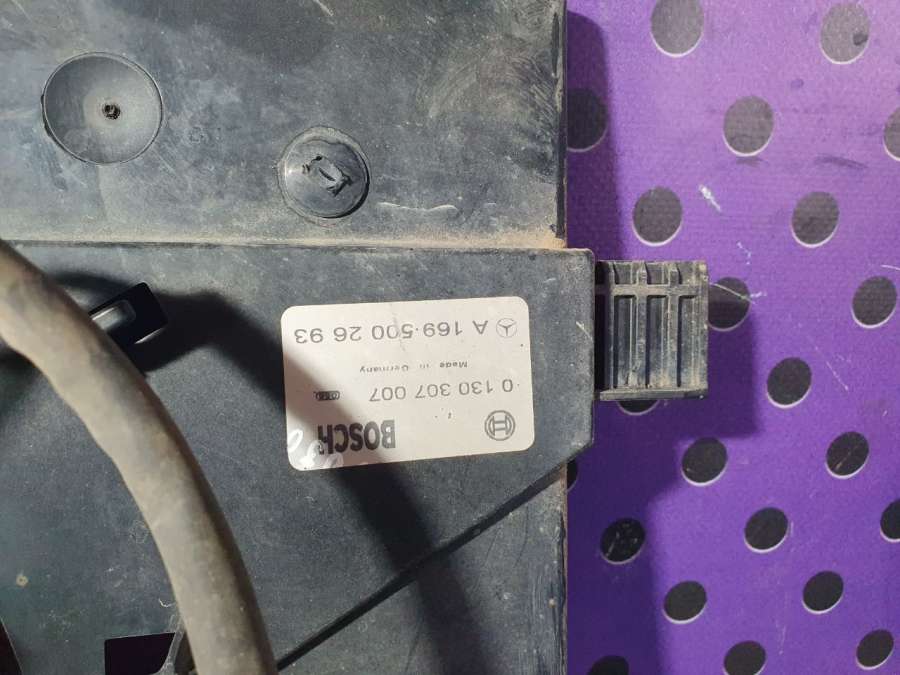 BOSCH
0 130 307 007
Made in Germany
A 169 500 26 93